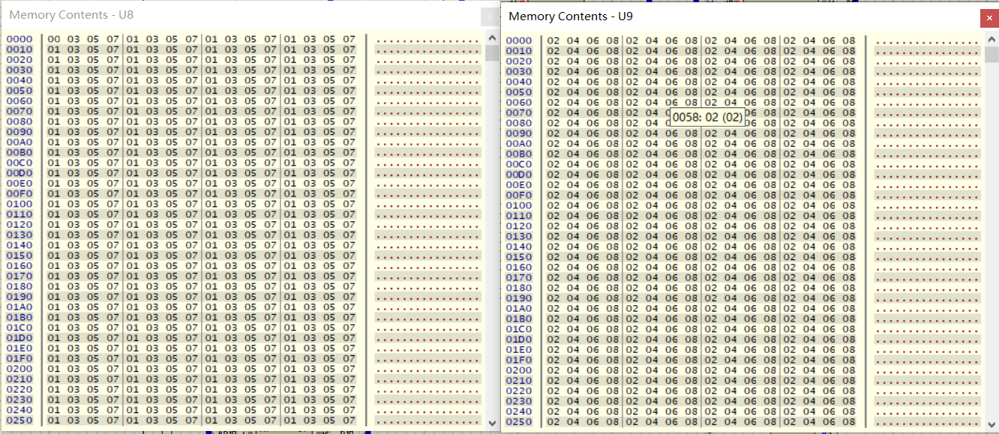 Memory Contents - U8
0000 00 03 05 07 01 03 05 07 01 03 05 07 01 03 05 07 ................
0010 01 03 05 07 01 03 05 07 01 03 05 07 01 03 05 07 ................
0020 01 03 05 07 01 03 05 07 01 03 05 07 01 03 05 07 ................
0030 01 03 05 07 01 03 05 07 01 03 05 07 01 03 05 07 ................
0040 01 03 05 07 01 03 05 07 01 03 05 07 01 03 05 07 ................
0050 01 03 05 07 01 03 05 07 01 03 05 07 01 03 05 07 ................
0060 01 03 05 07 01 03 05 07 01 03 05 07 01 03 05 07 ................
0070 01 03 05 07 01 03 05 07 01 03 05 07 01 03 05 07 ................
0080 01 03 05 07 01 03 05 07 01 03 05 07 01 03 05 07 ................
0090 01 03 05 07 01 03 05 07 01 03 05 07 01 03 05 07 ................
00A0 01 03 05 07 01 03 05 07 01 03 05 07 01 03 05 07 ................
00B0 01 03 05 07 01 03 05 07 01 03 05 07 01 03 05 07 ................
00C0 01 03 05 07 01 03 05 07 01 03 05 07 01 03 05 07 ................
00D0 01 03 05 07 01 03 05 07 01 03 05 07 01 03 05 07 ................
00E0 01 03 05 07 01 03 05 07 01 03 05 07 01 03 05 07 ................
00F0 01 03 05 07 01 03 05 07 01 03 05 07 01 03 05 07 ................
0100 01 03 05 07 01 03 05 07 01 03 05 07 01 03 05 07 ................
0110 01 03 05 07 01 03 05 07 01 03 05 07 01 03 05 07 ................
0120 01 03 05 07 01 03 05 07 01 03 05 07 01 03 05 07 ................
0130 01 03 05 07 01 03 05 07 01 03 05 07 01 03 05 07 ................
0140 01 03 05 07 01 03 05 07 01 03 05 07 01 03 05 07 ................
0150 01 03 05 07 01 03 05 07 01 03 05 07 01 03 05 07 ................
0160 01 03 05 07 01 03 05 07 01 03 05 07 01 03 05 07 ................
0170 01 03 05 07 01 03 05 07 01 03 05 07 01 03 05 07 ................
0180 01 03 05 07 01 03 05 07 01 03 05 07 01 03 05 07 ................
0190 01 03 05 07 01 03 05 07 01 03 05 07 01 03 05 07 ................
01A0 01 03 05 07 01 03 05 07 01 03 05 07 01 03 05 07 ................
01B0 01 03 05 07 01 03 05 07 01 03 05 07 01 03 05 07 ................
01C0 01 03 05 07 01 03 05 07 01 03 05 07 01 03 05 07 ................
01D0 01 03 05 07 01 03 05 07 01 03 05 07 01 03 05 07 ................
01E0 01 03 05 07 01 03 05 07 01 03 05 07 01 03 05 07 ................
01F0 01 03 05 07 01 03 05 07 01 03 05 07 01 03 05 07 ................
0200 01 03 05 07 01 03 05 07 01 03 05 07 01 03 05 07 ................
0210 01 03 05 07 01 03 05 07 01 03 05 07 01 03 05 07 ................
0220 01 03 05 07 01 03 05 07 01 03 05 07 01 03 05 07 ................
0230 01 03 05 07 01 03 05 07 01 03 05 07 01 03 05 07 ................
0240 01 03 05 07 01 03 05 07 01 03 05 07 01 03 05 07 ................
0250 01 03 05 07 01 03 05 07 01 03 05 07 01 03 05 07 ................
Memory Contents - U9
0000 02 04 06 08 02 04 06 08 02 04 06 08 02 04 06 08 ................
0010 02 04 06 08 02 04 06 08 02 04 06 08 02 04 06 08 ................
0020 02 04 06 08 02 04 06 08 02 04 06 08 02 04 06 08 ................
0030 02 04 06 08 02 04 06 08 02 04 06 08 02 04 06 08 ................
0040 02 04 06 08 02 04 06 08 02 04 06 08 02 04 06 08 ................
0050 02 04 06 08 02 04 06 08 02 04 06 08 02 04 06 08 ................
0060 02 04 06 08 02 04 06 08 02 04 06 08 02 04 06 08 ................
0070 02 04 06 08 02 04 06 08 02 04 06 08 ................
0058: 02 (02)
0080 02 04 06 08 02 04 06 08 02 04 06 08 ................
0090 02 04 06 08 02 04 06 08 02 04 06 08 02 04 06 08 ................
00A0 02 04 06 08 02 04 06 08 02 04 06 08 02 04 06 08 ................
00B0 02 04 06 08 02 04 06 08 02 04 06 08 02 04 06 08 ................
00C0 02 04 06 08 02 04 06 08 02 04 06 08 02 04 06 08 ................
00D0 02 04 06 08 02 04 06 08 02 04 06 08 02 04 06 08 ................
00E0 02 04 06 08 02 04 06 08 02 04 06 08 02 04 06 08 ................
00F0 02 04 06 08 02 04 06 08 02 04 06 08 02 04 06 08 ................
0100 02 04 06 08 02 04 06 08 02 04 06 08 02 04 06 08 ................
0110 02 04 06 08 02 04 06 08 02 04 06 08 02 04 06 08 ................
0120 02 04 06 08 02 04 06 08 02 04 06 08 02 04 06 08 ................
0130 02 04 06 08 02 04 06 08 02 04 06 08 02 04 06 08 ................
0140 02 04 06 08 02 04 06 08 02 04 06 08 02 04 06 08 ................
0150 02 04 06 08 02 04 06 08 02 04 06 08 02 04 06 08 ................
0160 02 04 06 08 02 04 06 08 02 04 06 08 02 04 06 08 ................
0170 02 04 06 08 02 04 06 08 02 04 06 08 02 04 06 08 ................
0180 02 04 06 08 02 04 06 08 02 04 06 08 02 04 06 08 ................
0190 02 04 06 08 02 04 06 08 02 04 06 08 02 04 06 08 ................
01A0 02 04 06 08 02 04 06 08 02 04 06 08 02 04 06 08 ................
01B0 02 04 06 08 02 04 06 08 02 04 06 08 02 04 06 08 ................
01C0 02 04 06 08 02 04 06 08 02 04 06 08 02 04 06 08 ................
01D0 02 04 06 08 02 04 06 08 02 04 06 08 02 04 06 08 ................
01E0 02 04 06 08 02 04 06 08 02 04 06 08 02 04 06 08 ................
01F0 02 04 06 08 02 04 06 08 02 04 06 08 02 04 06 08 ................
0200 02 04 06 08 02 04 06 08 02 04 06 08 02 04 06 08 ................
0210 02 04 06 08 02 04 06 08 02 04 06 08 02 04 06 08 ................
0220 02 04 06 08 02 04 06 08 02 04 06 08 02 04 06 08 ................
0230 02 04 06 08 02 04 06 08 02 04 06 08 02 04 06 08 ................
0240 02 04 06 08 02 04 06 08 02 04 06 08 02 04 06 08 ................
0250 02 04 06 08 02 04 06 08 02 04 06 08 02 04 06 08 ................